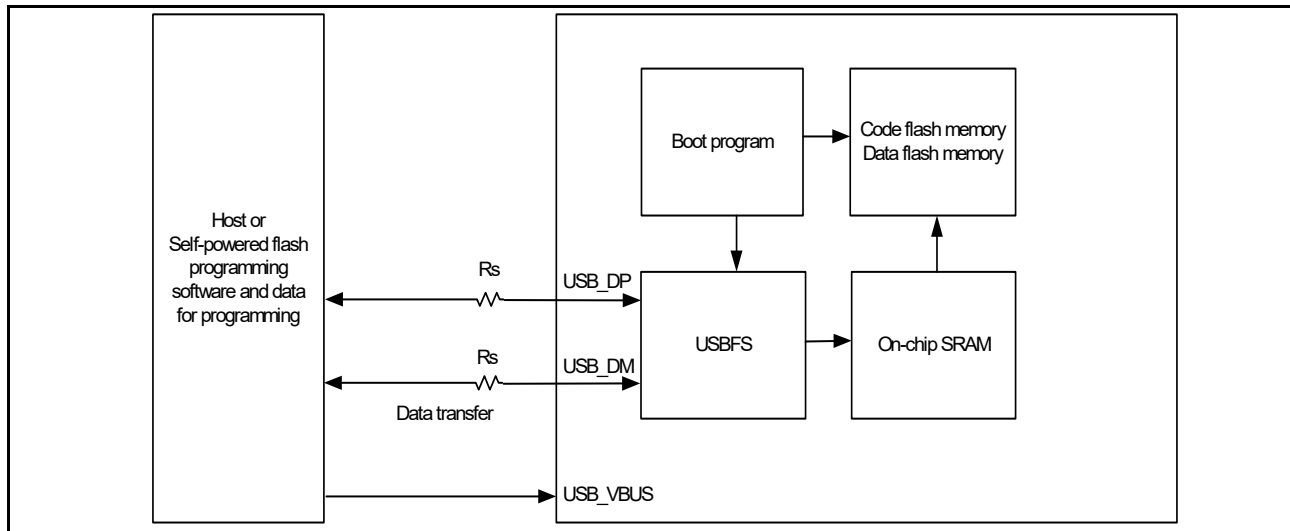 Host or
Self-powered flash
programming
software and data
for programming
Rs
USB_DP
Rs
USB_DM
Data transfer
USB_VBUS
Boot program
Code flash memory
Data flash memory
USBFS
On-chip SRAM